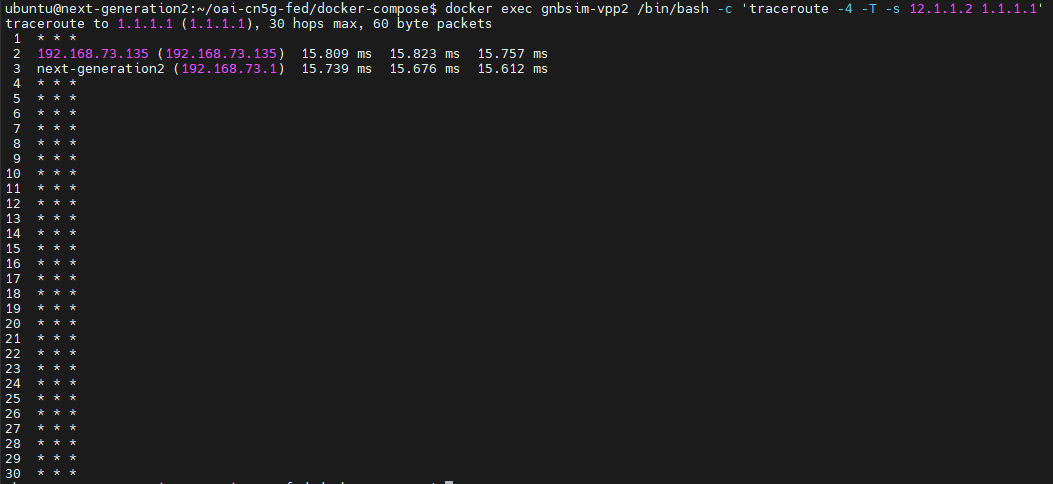 ubuntu@next-generation2:~/oai-cn5g-fed/docker-compose$ docker exec gnbsim-vpp2 /bin/bash -c 'traceroute -4 -T -s 12.1.1.2 1.1.1.1'
traceroute to 1.1.1.1 (1.1.1.1), 30 hops max, 60 byte packets
 1  * * *
 2  192.168.73.135 (192.168.73.135)  15.809 ms  15.823 ms  15.757 ms
 3  next-generation2 (192.168.73.1)  15.739 ms  15.676 ms  15.612 ms
 4  * * *
 5  * * *
 6  * * *
 7  * * *
 8  * * *
 9  * * *
10  * * *
11  * * *
12  * * *
13  * * *
14  * * *
15  * * *
16  * * *
17  * * *
18  * * *
19  * * *
20  * * *
21  * * *
22  * * *
23  * * *
24  * * *
25  * * *
26  * * *
27  * * *
28  * * *
29  * * *
30  * * *